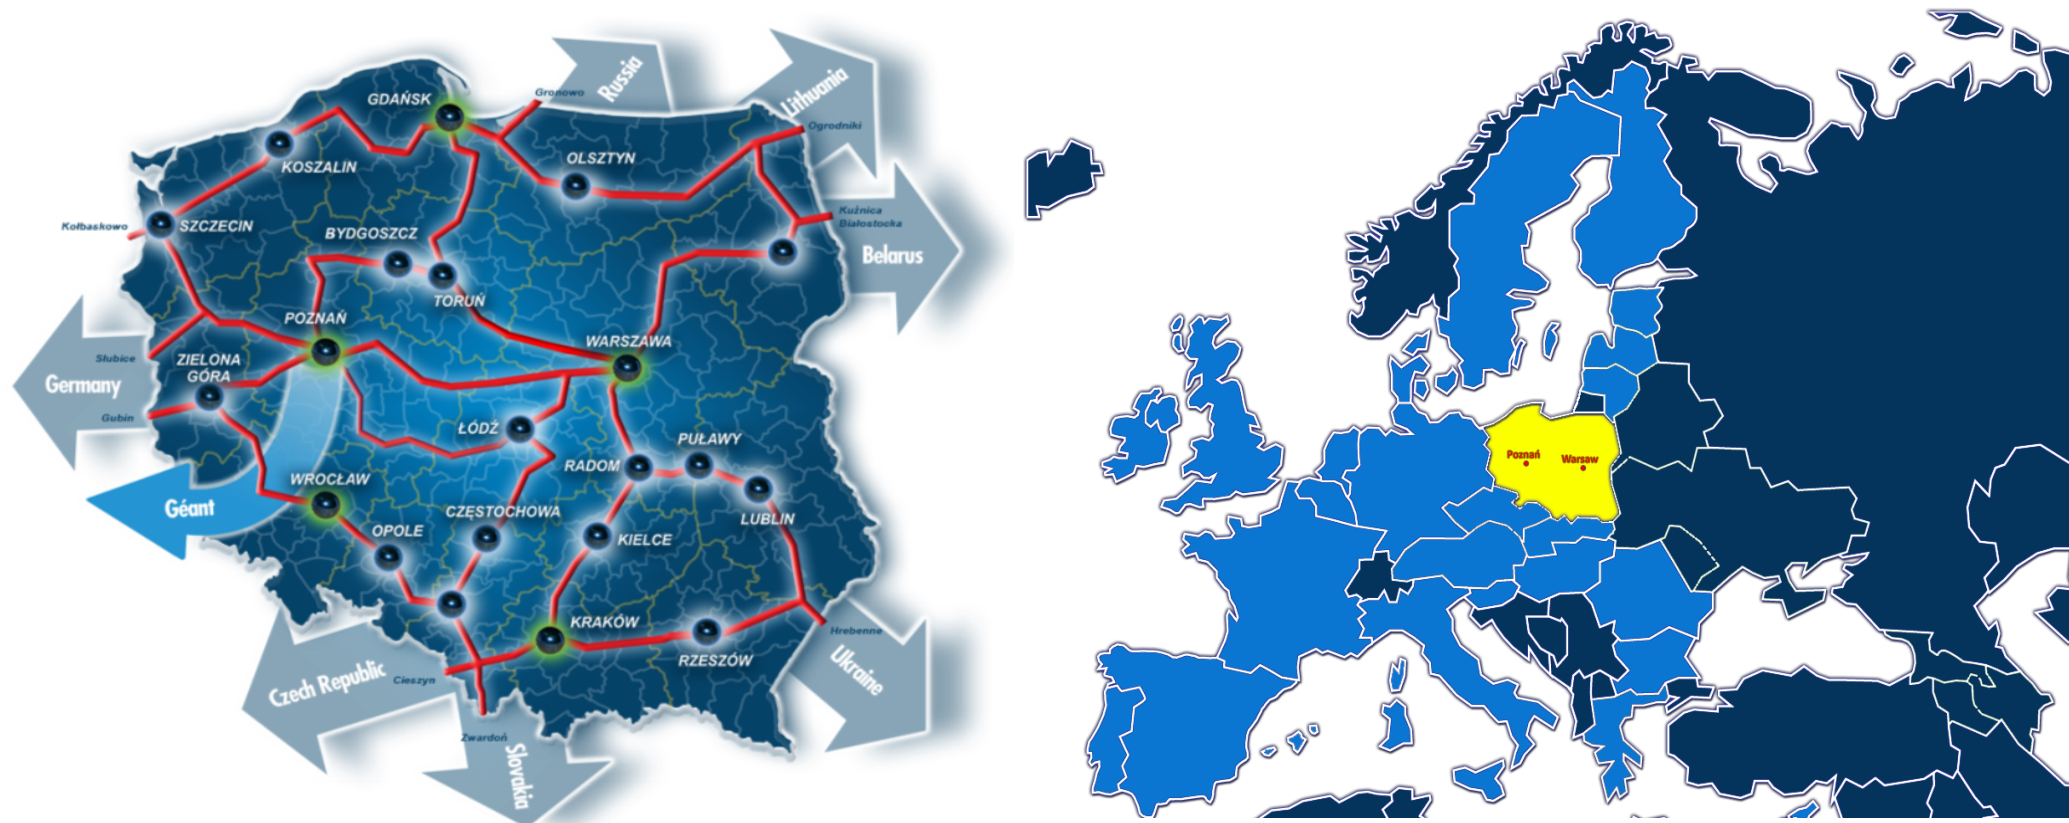 GDAŃSK
Gronowo
Russia
Lithuania
Ogrodniki
KOSZALIN
OLSZTYN
Kołbaskowo
SZCZECIN
BYDGOSZCZ
Kuźnica
Białostocka
Belarus
TORUŃ
POZNAŃ
WARSZAWA
Słubice
ZIELONA
GÓRA
Germany
Gubin
ŁÓDŹ
RADOM
PUŁAWY
WROCŁAW
Géant
CZĘSTOCHOWA
LUBLIN
OPOLE
KIELCE
KRAKÓW
Hrebenne
RZESZÓW
Ukraine
Czech Republic
Cieszyn
Zwardoń
Slovakia
Poznań
Warsaw